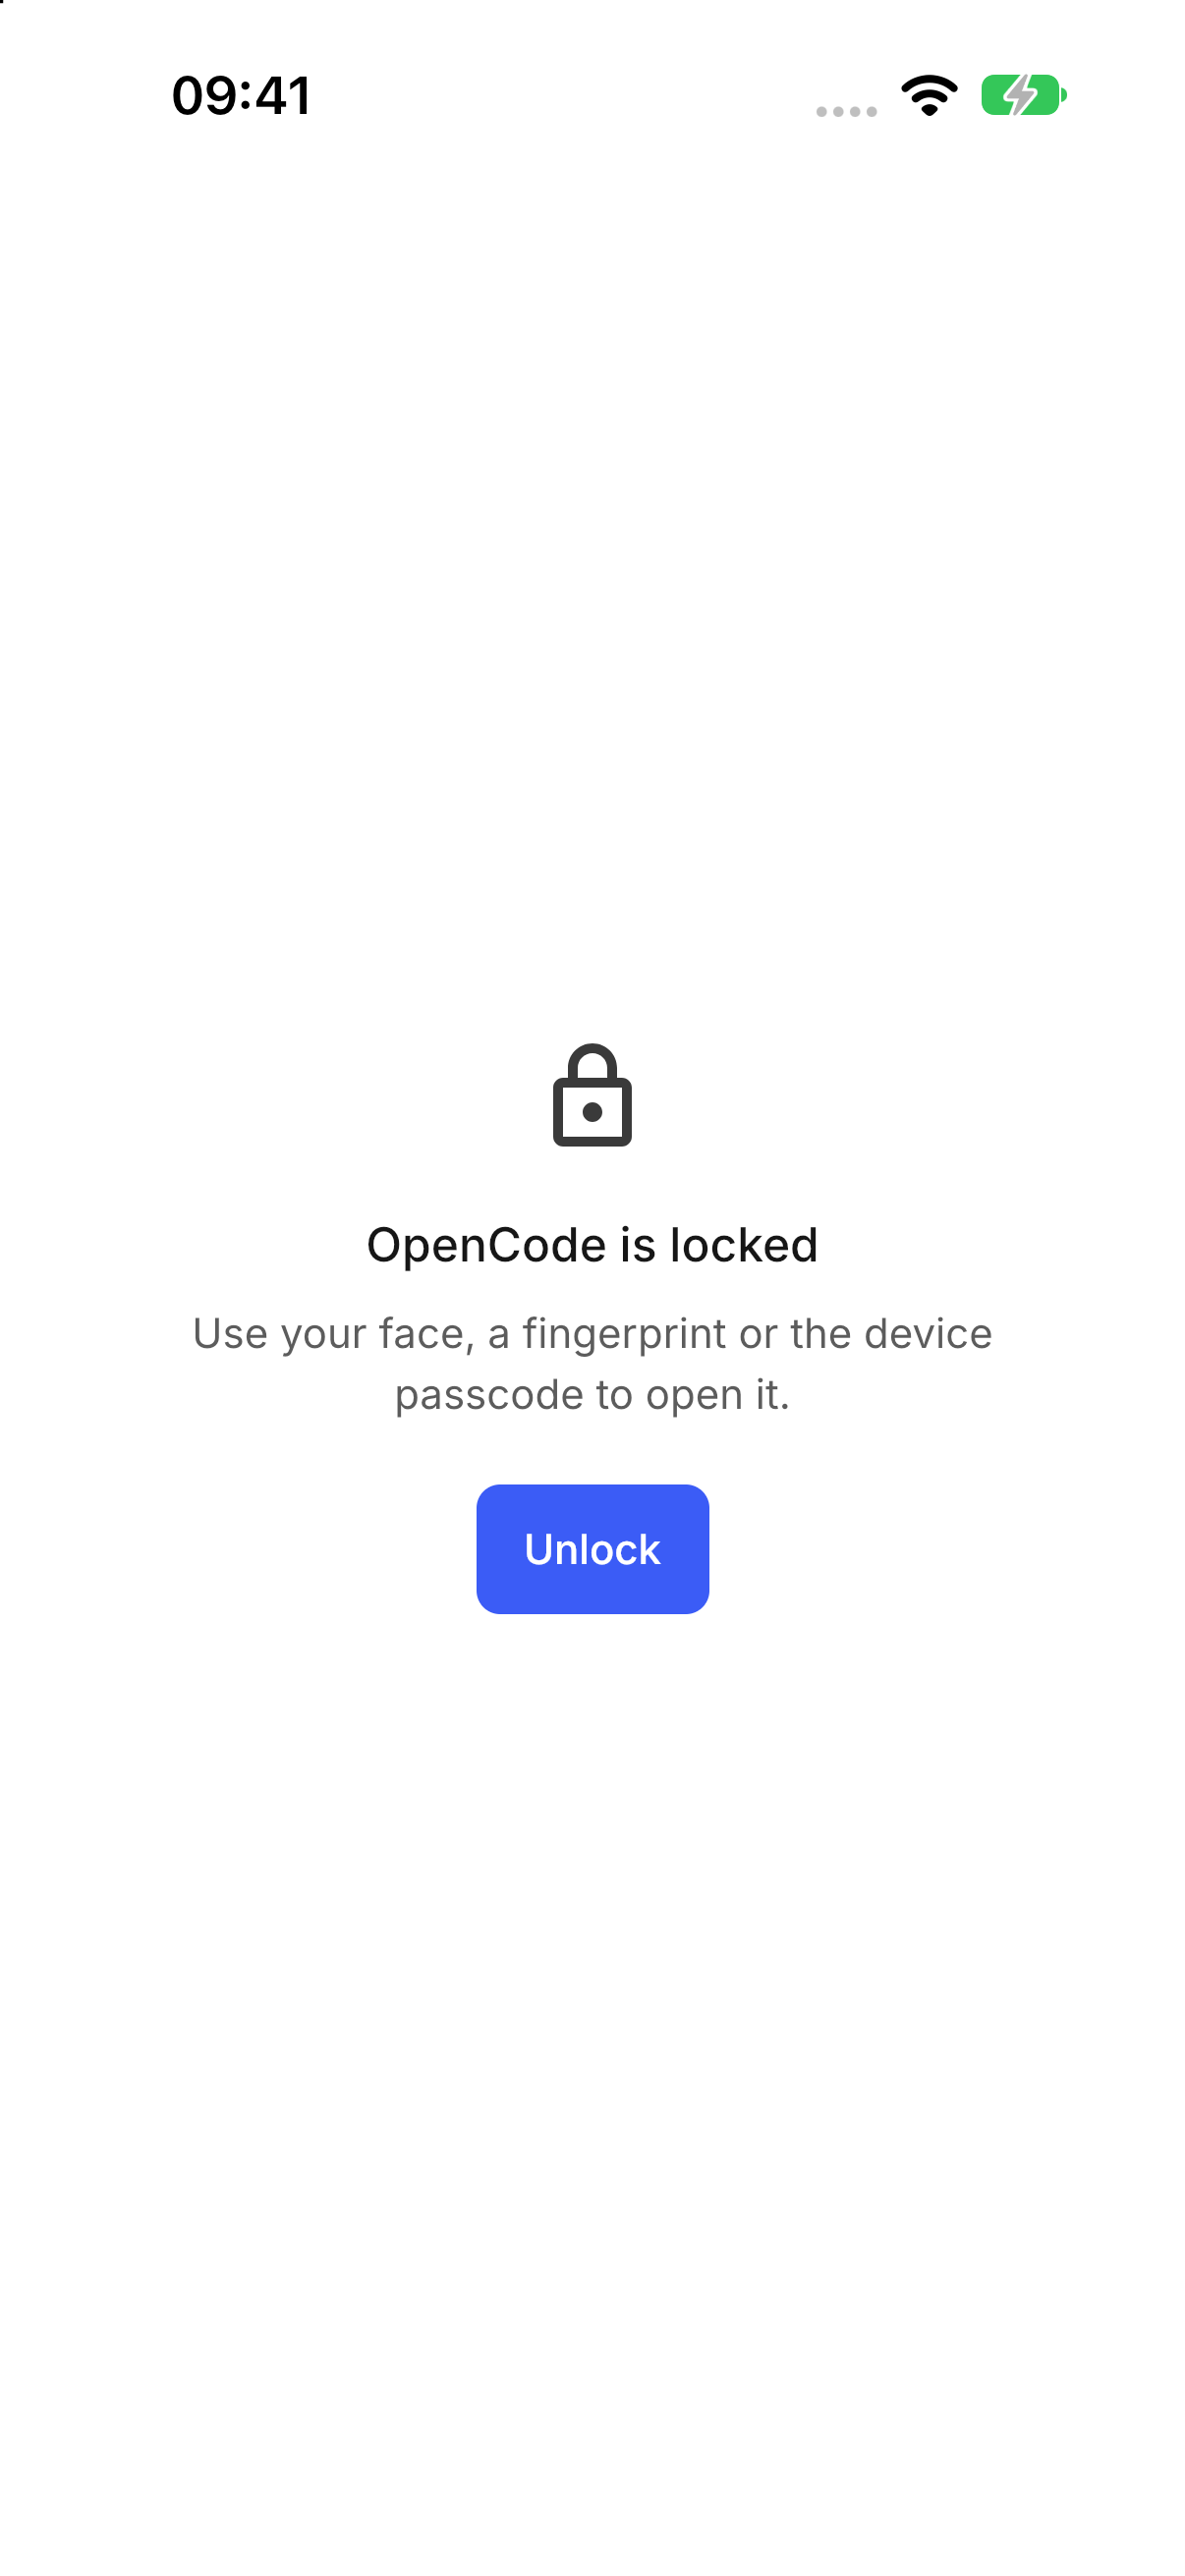 09:41
OpenCode is locked
Use your face, a fingerprint or the device
passcode to open it.
Unlock